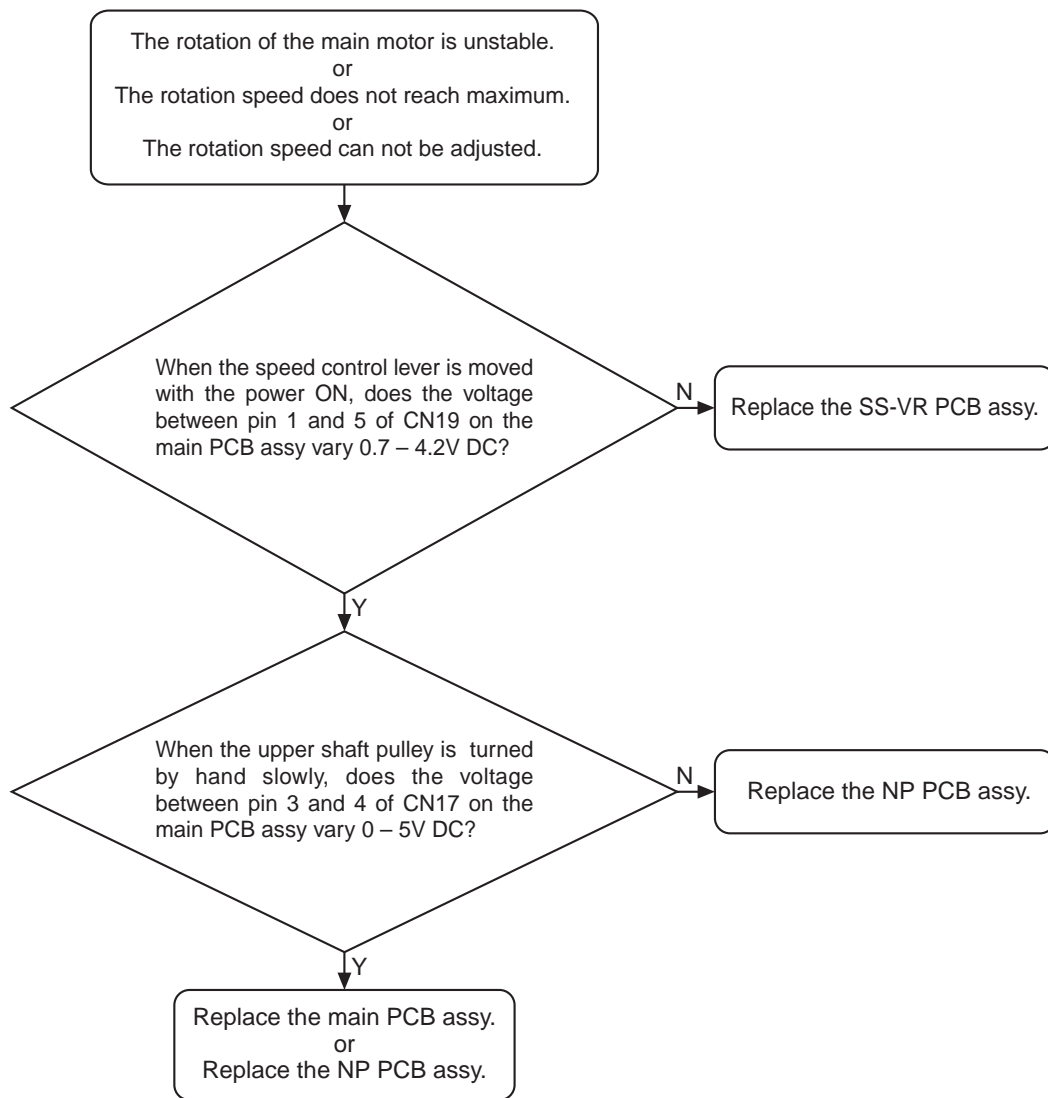 The rotation of the main motor is unstable.
or
The rotation speed does not reach maximum.
or
The rotation speed can not be adjusted.
When the speed control lever is moved
with the power ON, does the voltage
between pin 1 and 5 of CN19 on the
main PCB assy vary 0.7 – 4.2V DC?
N
Replace the SS-VR PCB assy.
Y
When the upper shaft pulley is turned
by hand slowly, does the voltage
between pin 3 and 4 of CN17 on the
main PCB assy vary 0 – 5V DC?
N
Replace the NP PCB assy.
Y
Replace the main PCB assy.
or
Replace the NP PCB assy.